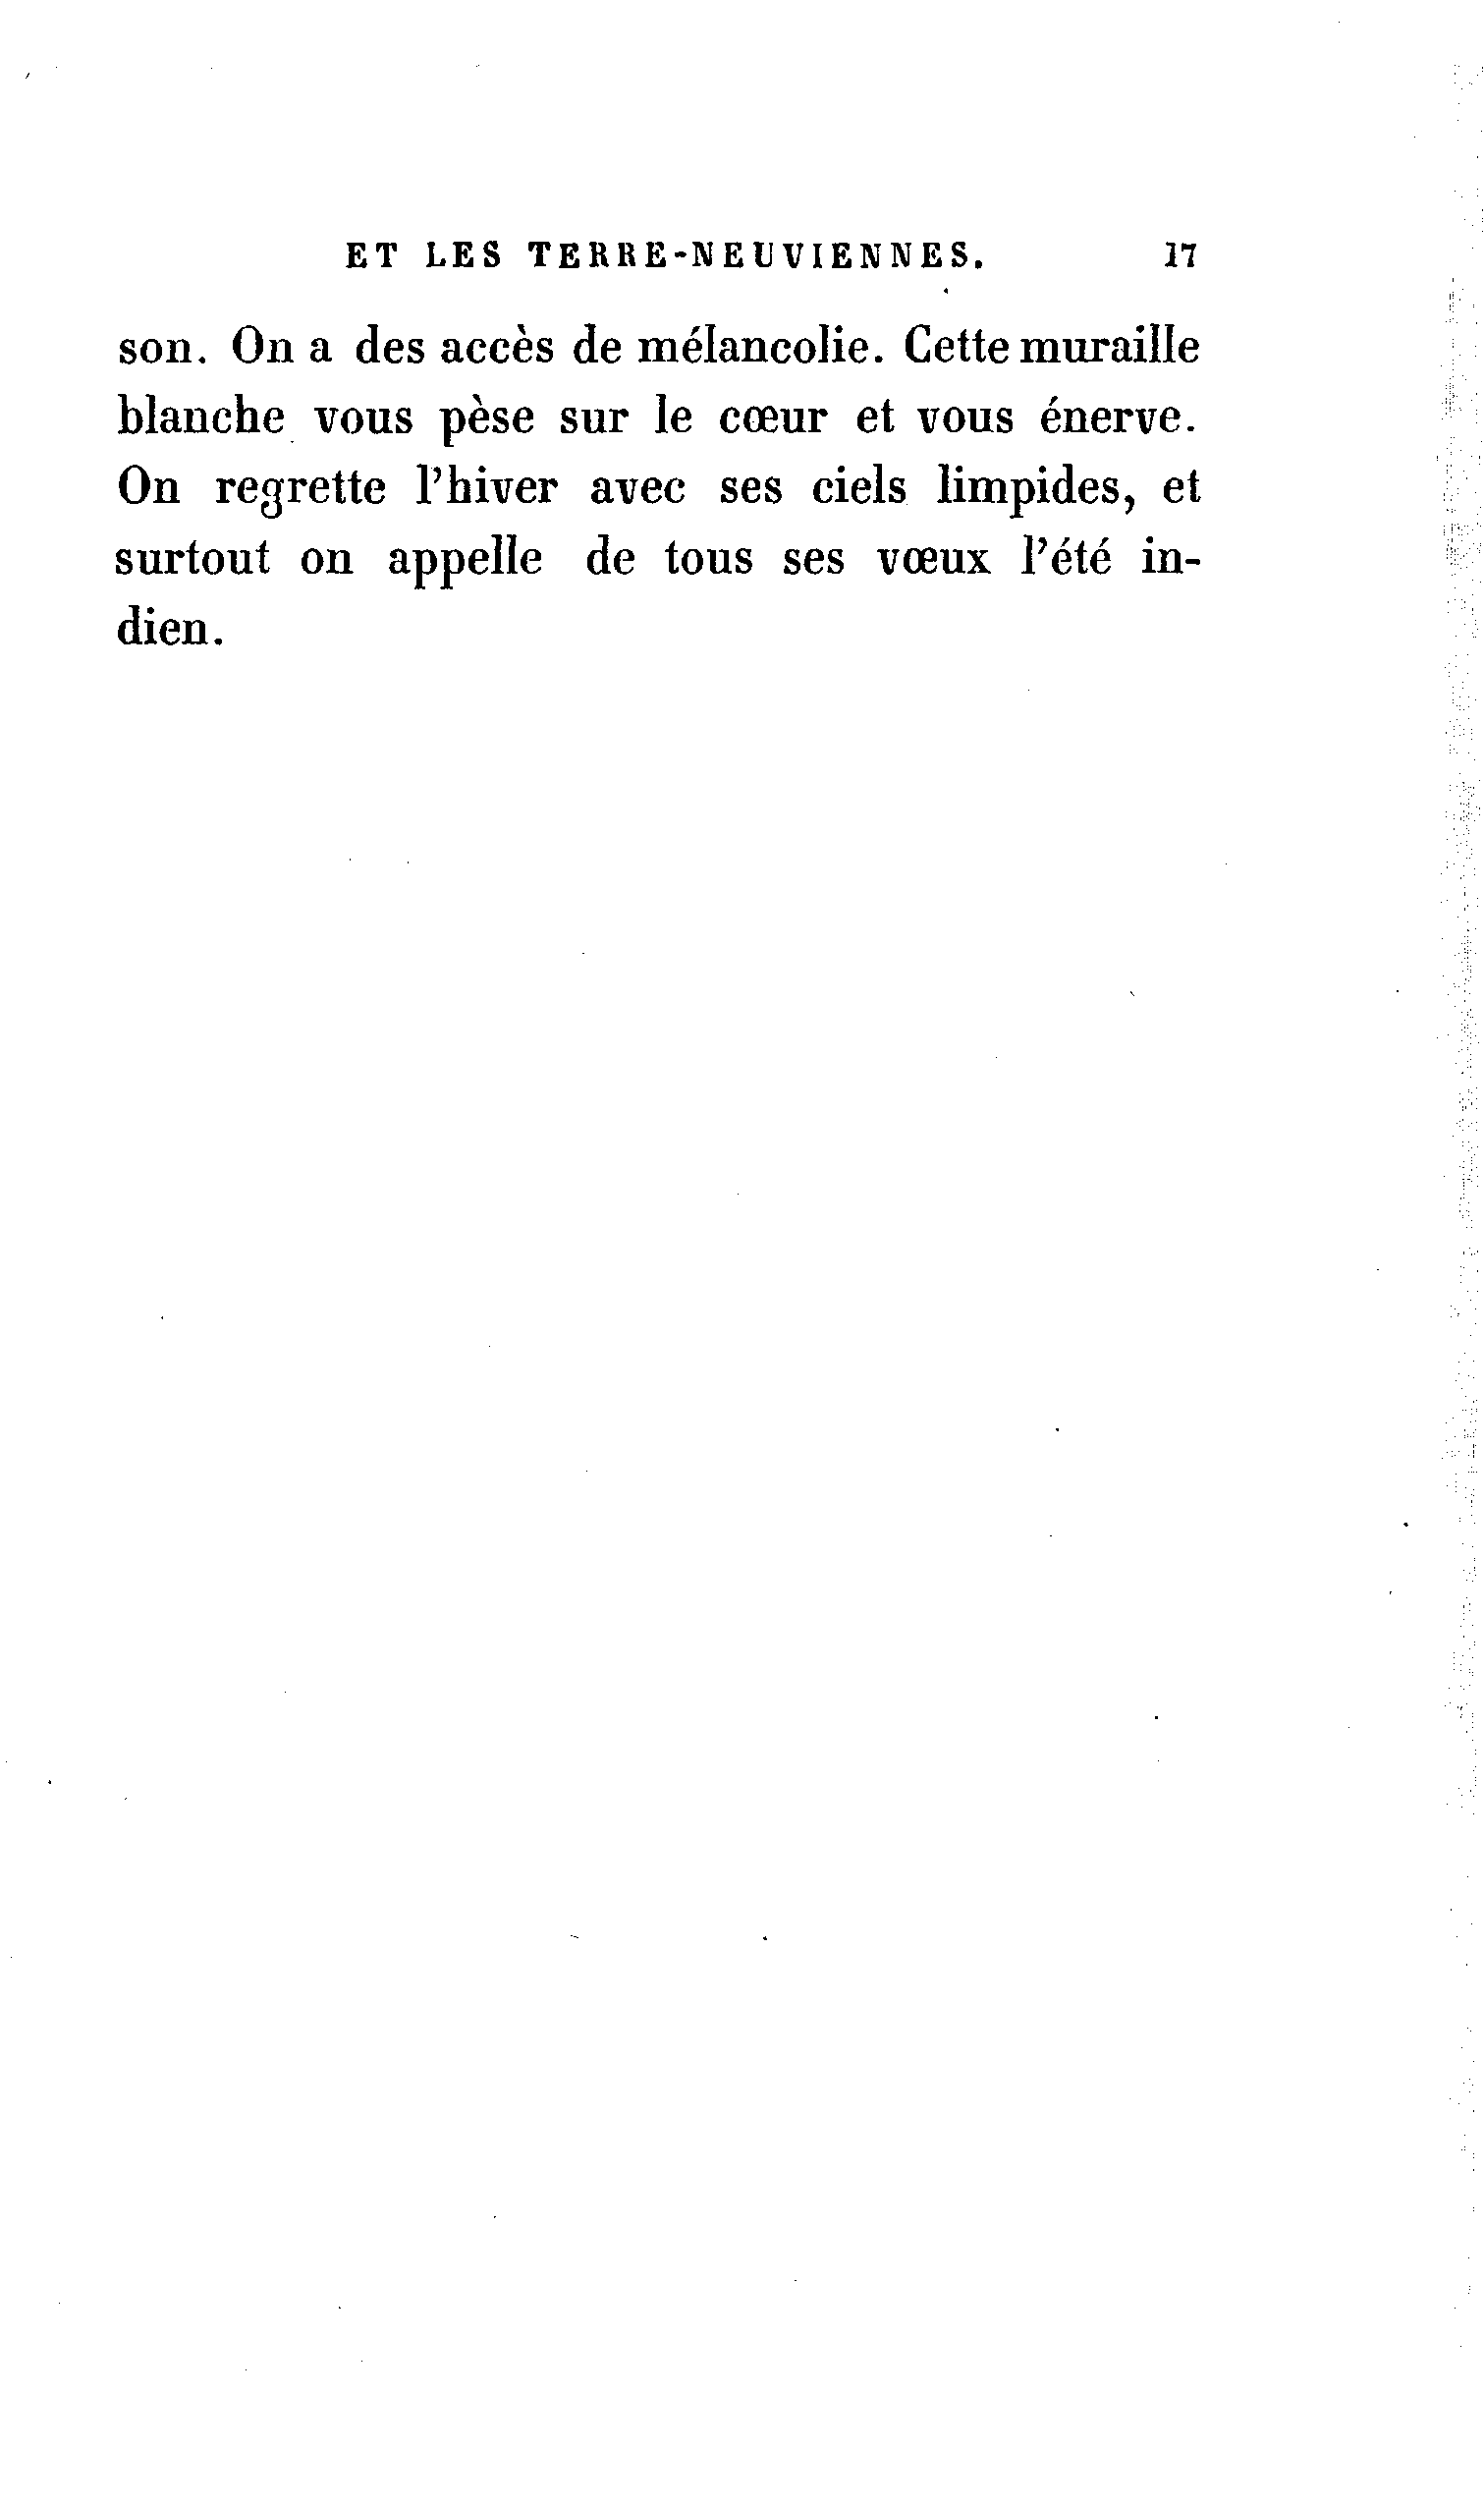 ET LES TERRE-NEUVIENNES. 17
son. On a des accès de mélancolie. Cette muraille
blanche vous pèse sur le cœur et vous énerve.
On regrette l'hiver avec ses ciels limpides, et
surtout on appelle de tous ses vœux l'été in-
dien.